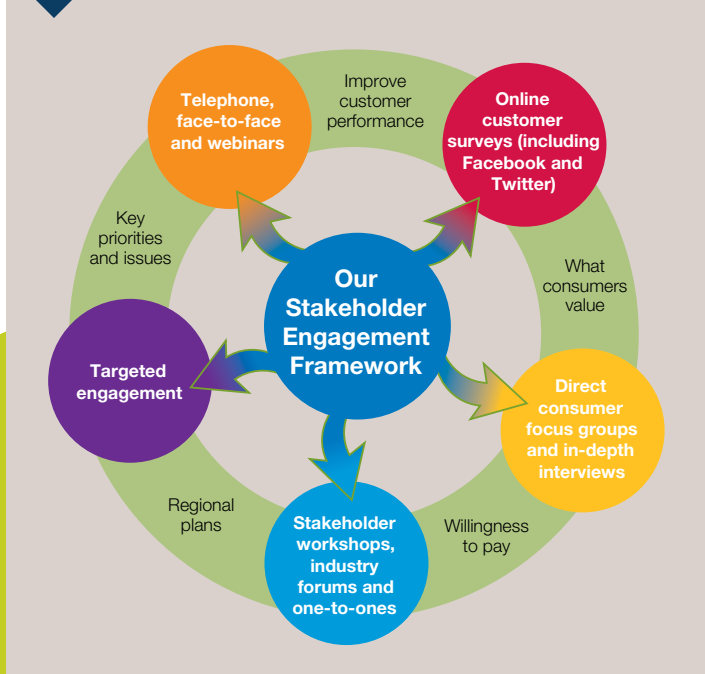 Improve
customer
performance
Telephone,
face-to-face
and webinars
Online
customer
surveys (including
Facebook and
Twitter)
Key
priorities
and issues
What
consumers
value
Our
Stakeholder
Engagement
Framework
Targeted
engagement
Direct
consumer
focus groups
and in-depth
interviews
Regional
plans
Willingness
to pay
Stakeholder
workshops,
industry
forums and
one-to-ones